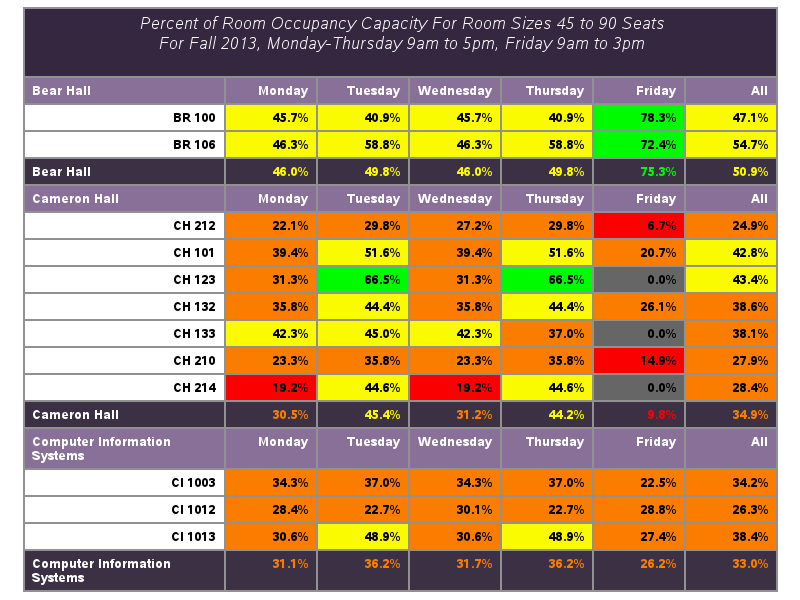 Percent of Room Occupancy Capacity For Room Sizes 45 to 90 Seats
For Fall 2013, Monday-Thursday 9am to 5pm, Friday 9am to 3pm
Bear Hall Monday Tuesday Wednesday Thursday Friday All
BR 100 45.7% 40.9% 45.7% 40.9% 78.3% 47.1%
BR 106 46.3% 58.8% 46.3% 58.8% 72.4% 54.7%
Bear Hall 46.0% 49.8% 46.0% 49.8% 75.3% 50.9%
Cameron Hall Monday Tuesday Wednesday Thursday Friday All
CH 212 22.1% 29.8% 27.2% 29.8% 6.7% 24.9%
CH 101 39.4% 51.6% 39.4% 51.6% 20.7% 42.8%
CH 123 31.3% 66.5% 31.3% 66.5% 0.0% 43.4%
CH 132 35.8% 44.4% 35.8% 44.4% 26.1% 38.6%
CH 133 42.3% 45.0% 42.3% 37.0% 0.0% 38.1%
CH 210 23.3% 35.8% 23.3% 35.8% 14.9% 27.9%
CH 214 19.2% 44.6% 19.2% 44.6% 0.0% 28.4%
Cameron Hall 30.5% 45.4% 31.2% 44.2% 9.8% 34.9%
Computer Information Monday Tuesday Wednesday Thursday Friday All
Systems
CI 1003 34.3% 37.0% 34.3% 37.0% 22.5% 34.2%
CI 1012 28.4% 22.7% 30.1% 22.7% 28.8% 26.3%
CI 1013 30.6% 48.9% 30.6% 48.9% 27.4% 38.4%
Computer Information 31.1% 36.2% 31.7% 36.2% 26.2% 33.0%
Systems